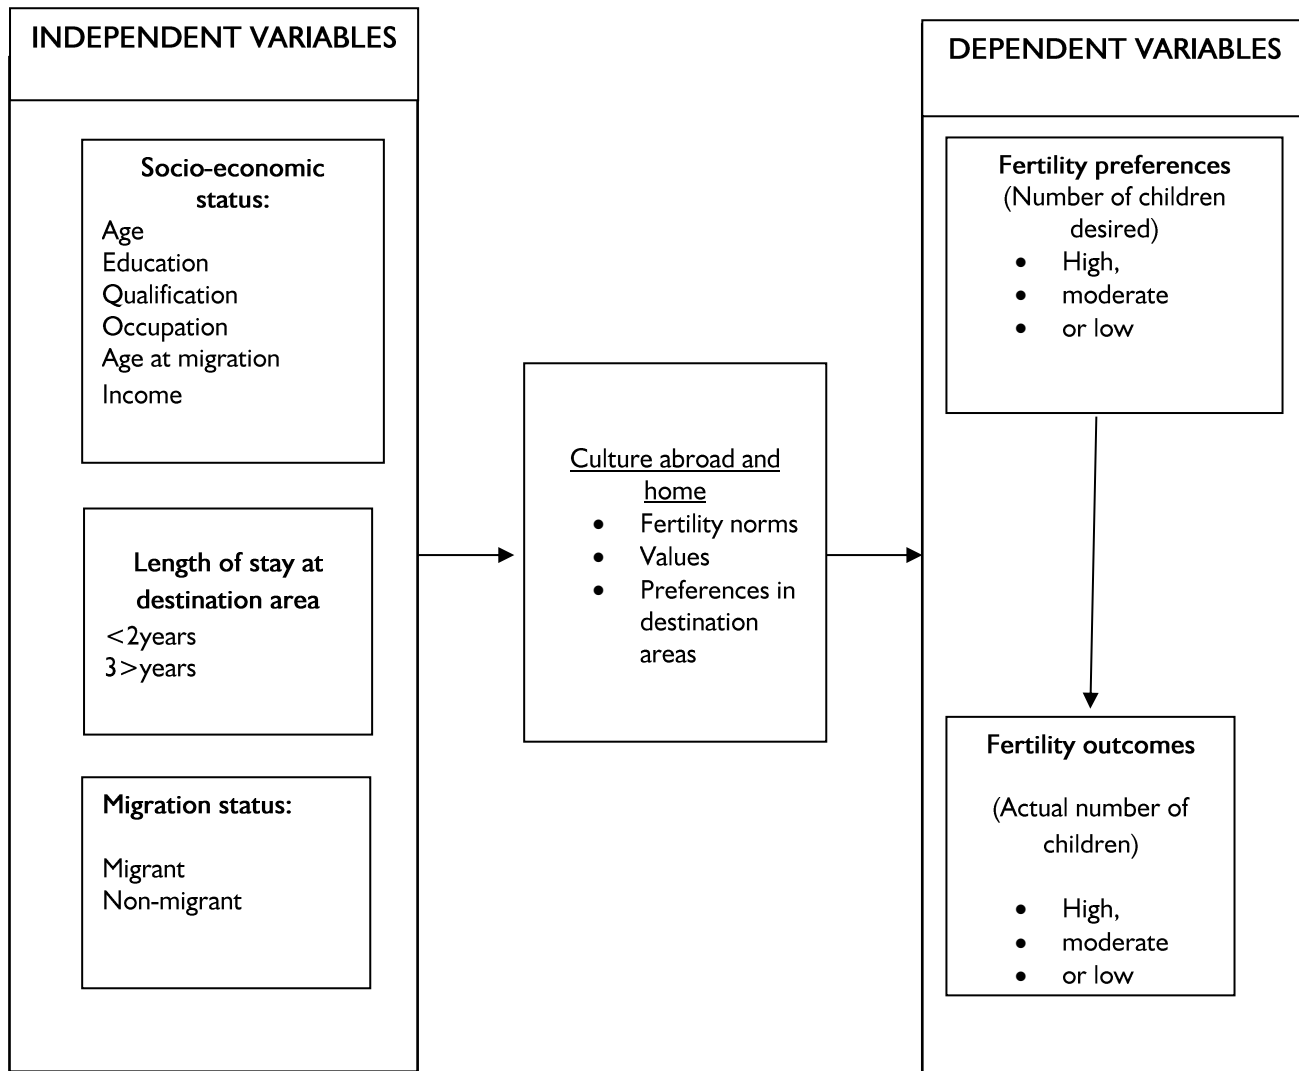 INDEPENDENT VARIABLES
Socio-economic
status:
Age
Education
Qualification
Occupation
Age at migration
Income
Length of stay at
destination area
<2years
3>years
Migration status:
Migrant
Non-migrant
Culture abroad and
home
• Fertility norms
• Values
• Preferences in
destination
areas
DEPENDENT VARIABLES
Fertility preferences
(Number of children
desired)
• High,
• moderate
• or low
Fertility outcomes
(Actual number of
children)
• High,
• moderate
• or low